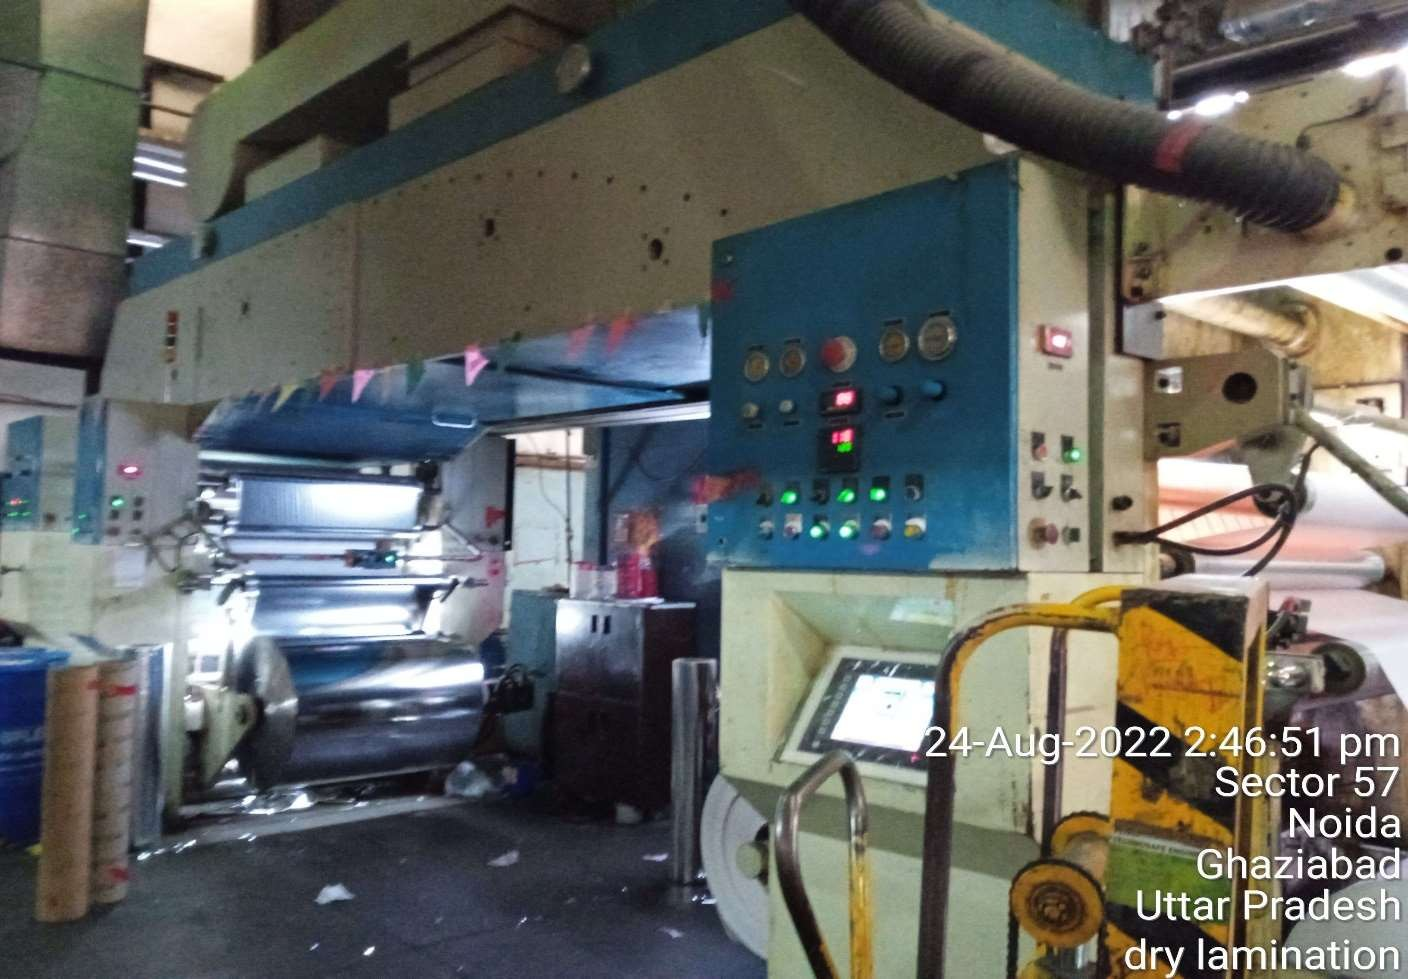 24-Aug-2022 2:46:51 pm
Sector 57
Noida
Ghaziabad
Uttar Pradesh
dry lamination